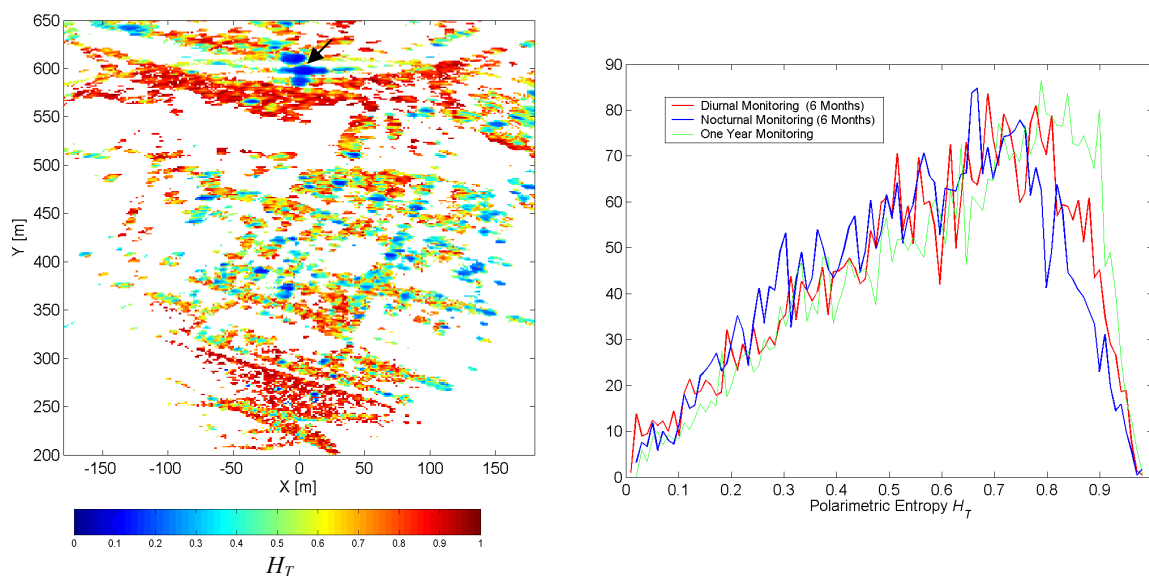 650
600
550
500
450
400
350
300
250
200
Y [m]
-150 -100 -50 0 50 100 150
X [m]
0 0.1 0.2 0.3 0.4 0.5 0.6 0.7 0.8 0.9 1
H_T
90
80
70
60
50
40
30
20
10
0
Diurnal Monitoring (6 Months)
Nocturnal Monitoring (6 Months)
One Year Monitoring
0 0.1 0.2 0.3 0.4 0.5 0.6 0.7 0.8 0.9
Polarimetric Entropy H_T